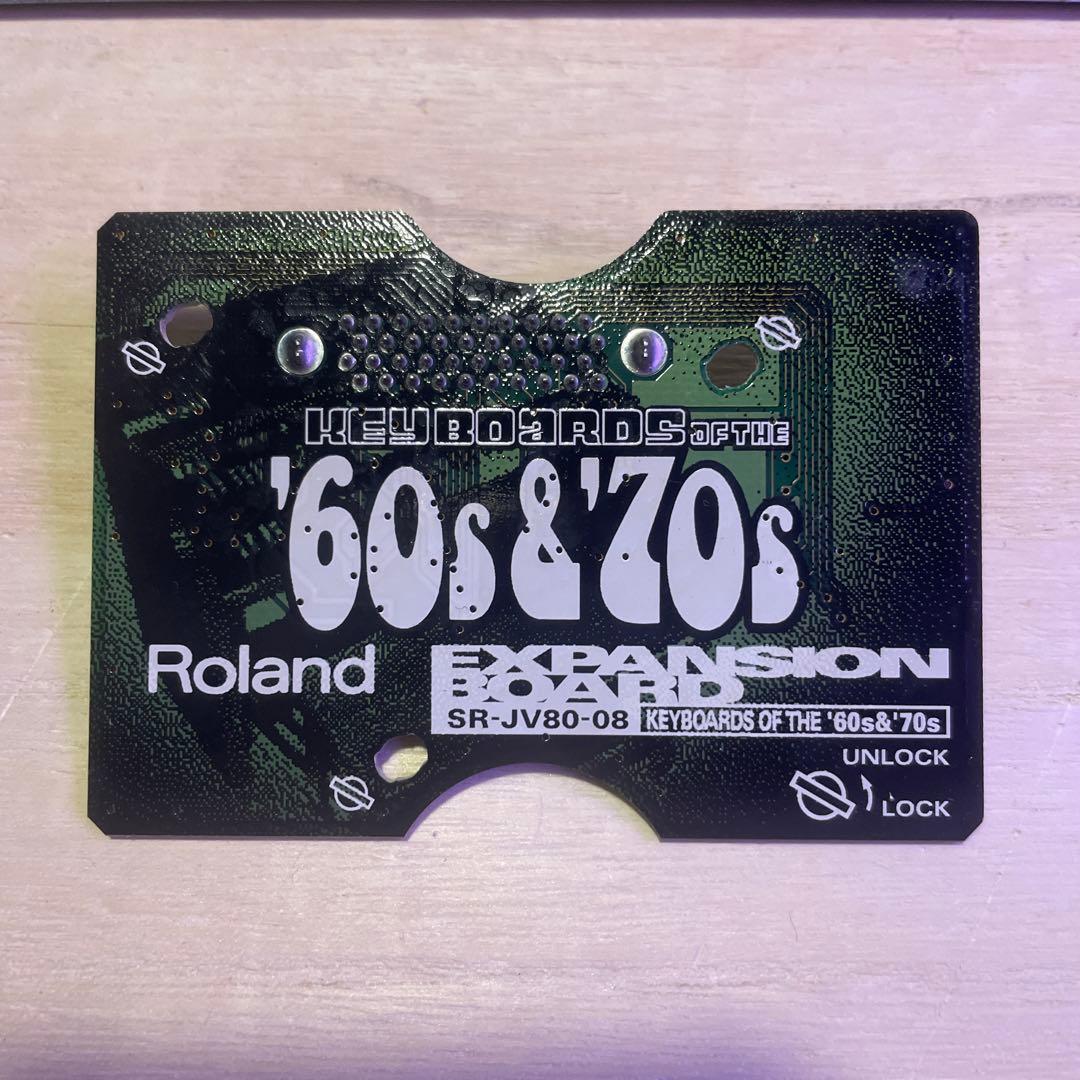 KEYBOARDS OF THE
'60s & '70s
Roland
EXPANSION
BOARD
SR-JV80-08 KEYBOARDS OF THE '60s&'70s
UNLOCK
LOCK